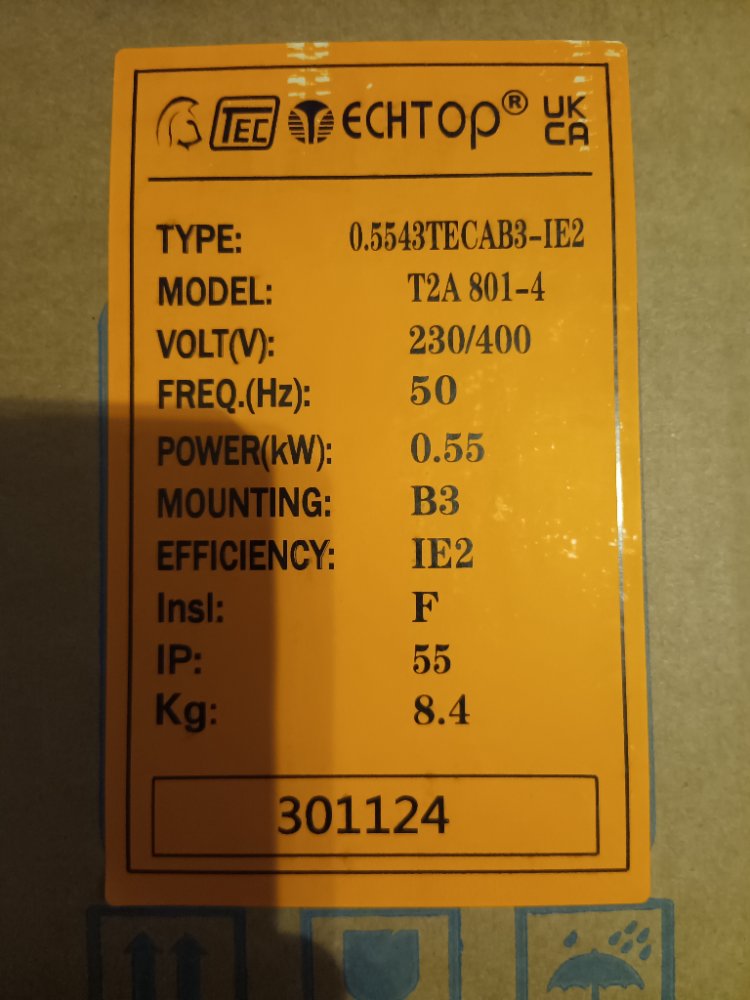 TEC TECHTOP® UK
CA
TYPE: 0.5543TECAB3-IE2
MODEL: T2A 801-4
VOLT(V): 230/400
FREQ.(Hz): 50
POWER(kW): 0.55
MOUNTING: B3
EFFICIENCY: IE2
Insl: F
IP: 55
Kg: 8.4
301124